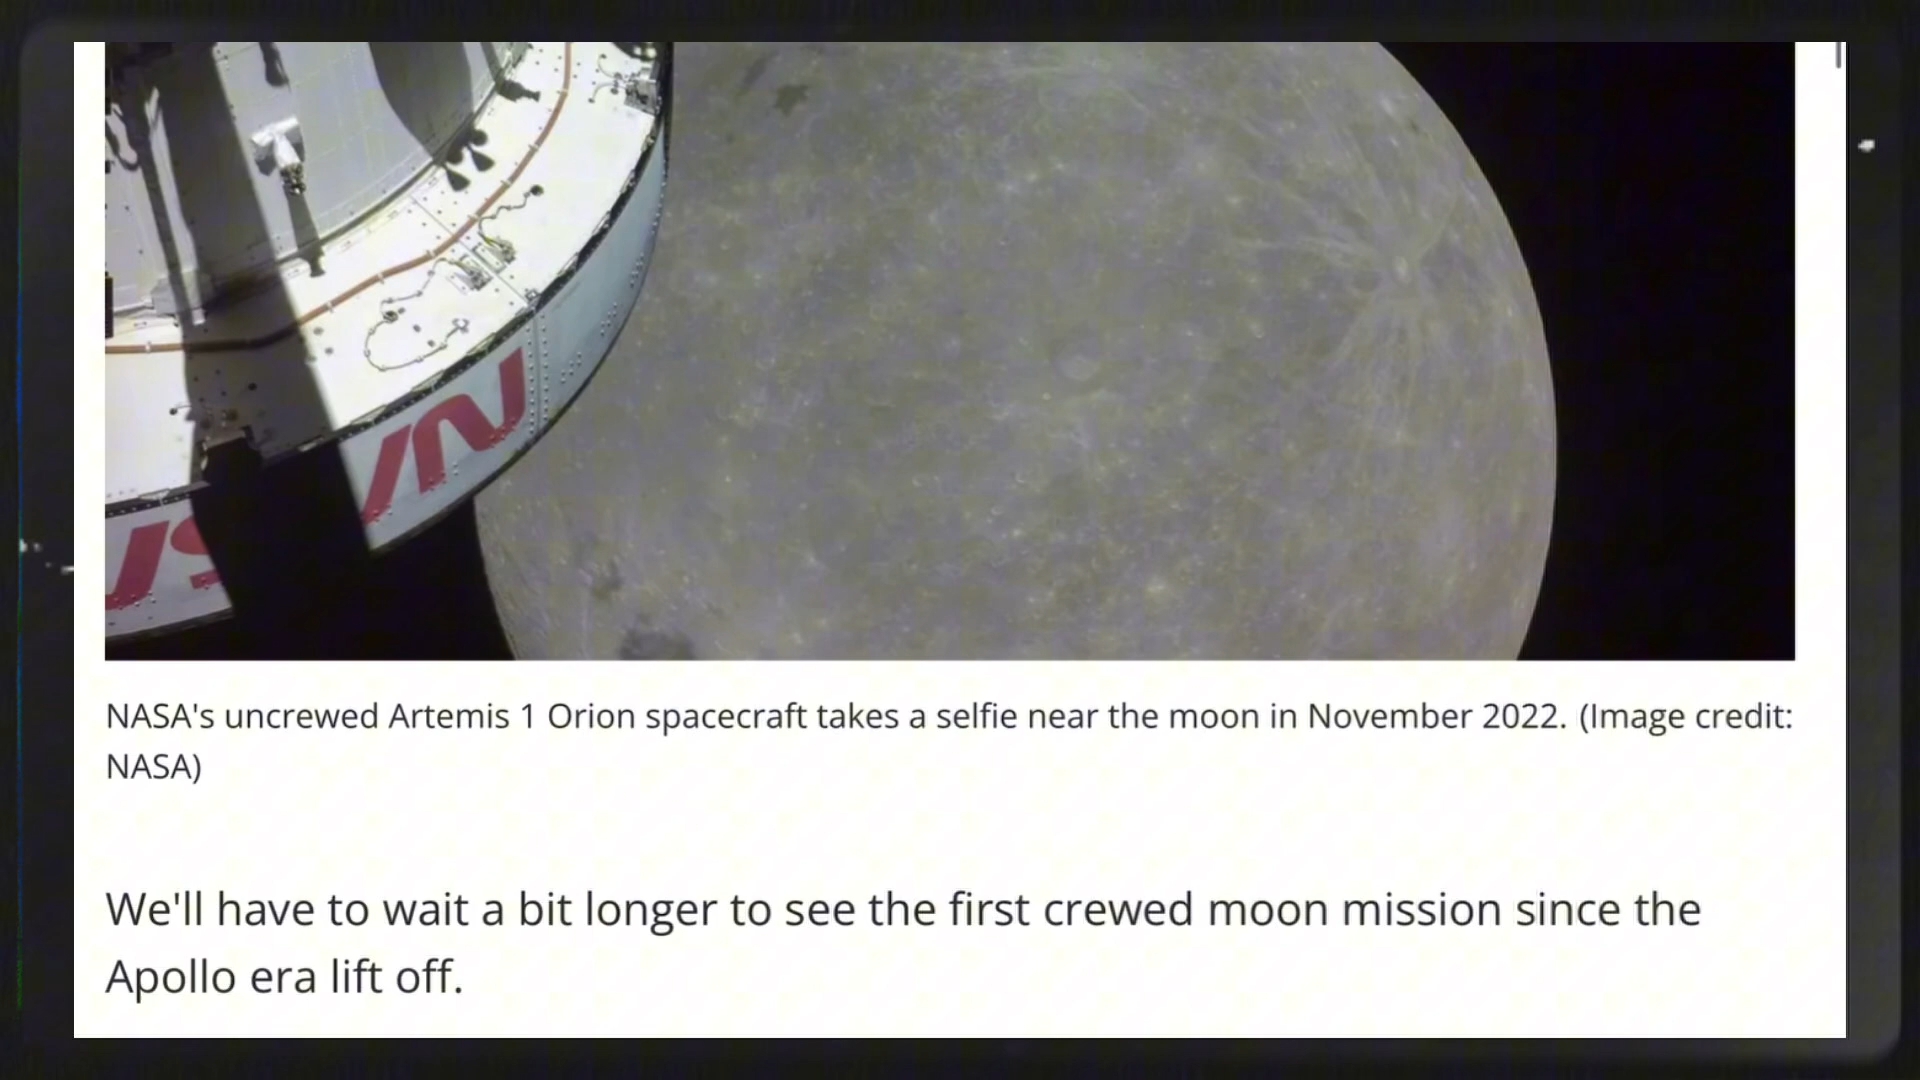 NASA's uncrewed Artemis 1 Orion spacecraft takes a selfie near the moon in November 2022. (Image credit:
NASA)
We'll have to wait a bit longer to see the first crewed moon mission since the
Apollo era lift off.